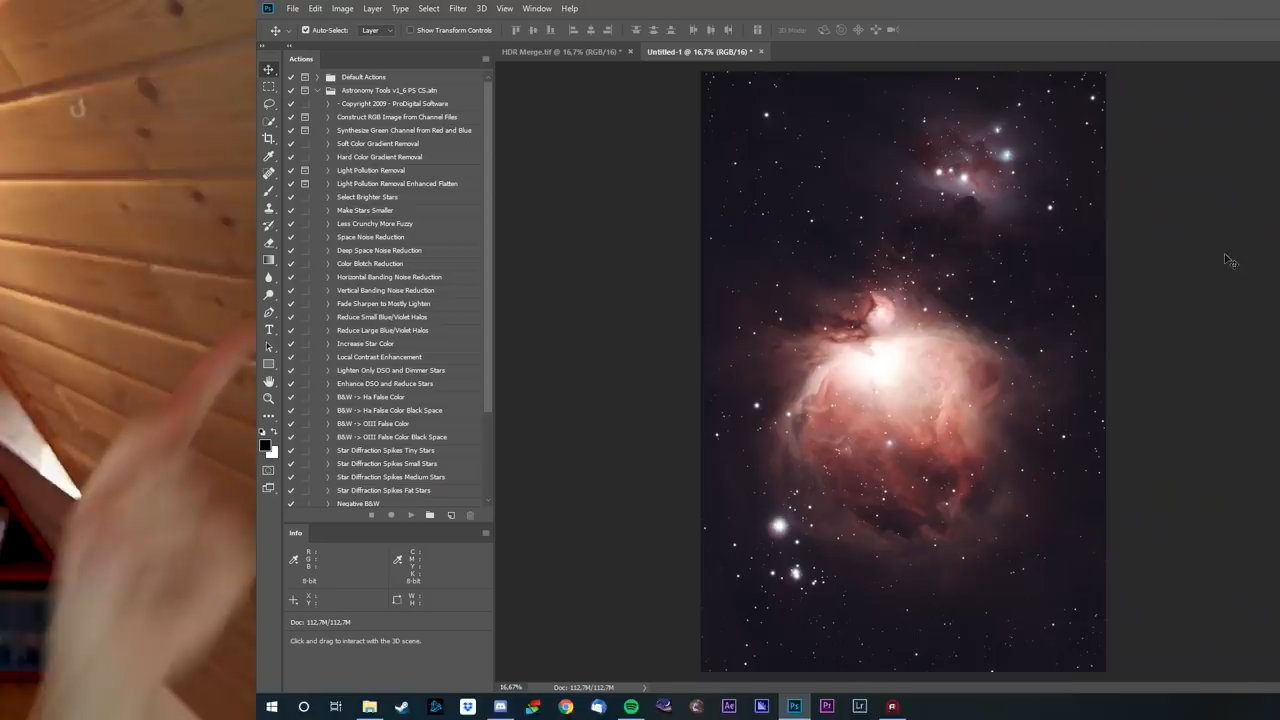 Ps File Edit Image Layer Type Select Filter 3D View Window Help
Auto-Select: Layer Show Transform Controls 3D Mode:
HDR Merge.tif @ 16,7% (RGB/16) * × Untitled-1 @ 16,7% (RGB/16) * ×
Actions
Default Actions
Astronomy Tools v1_6 PS CS.atn
- Copyright 2009 - ProDigital Software
Construct RGB Image from Channel Files
Synthesize Green Channel from Red and Blue
Soft Color Gradient Removal
Hard Color Gradient Removal
Light Pollution Removal
Light Pollution Removal Enhanced Flatten
Select Brighter Stars
Make Stars Smaller
Less Crunchy More Fuzzy
Space Noise Reduction
Deep Space Noise Reduction
Color Blotch Reduction
Horizontal Banding Noise Reduction
Vertical Banding Noise Reduction
Fade Sharpen to Mostly Lighten
Reduce Small Blue/Violet Halos
Reduce Large Blue/Violet Halos
Increase Star Color
Local Contrast Enhancement
Lighten Only DSO and Dimmer Stars
Enhance DSO and Reduce Stars
B&W -> Ha False Color
B&W -> Ha False Color Black Space
B&W -> OIII False Color
B&W -> OIII False Color Black Space
Star Diffraction Spikes Tiny Stars
Star Diffraction Spikes Small Stars
Star Diffraction Spikes Medium Stars
Star Diffraction Spikes Fat Stars
Negative B&W
Info
R : C :
G : M :
B : Y :
K :
8-bit 8-bit
X : W :
Y : H :
Doc: 112,7M/112,7M
Click and drag to interact with the 3D scene.
16,67% Doc: 112,7M/112,7M
Ae Ps Pr Lr